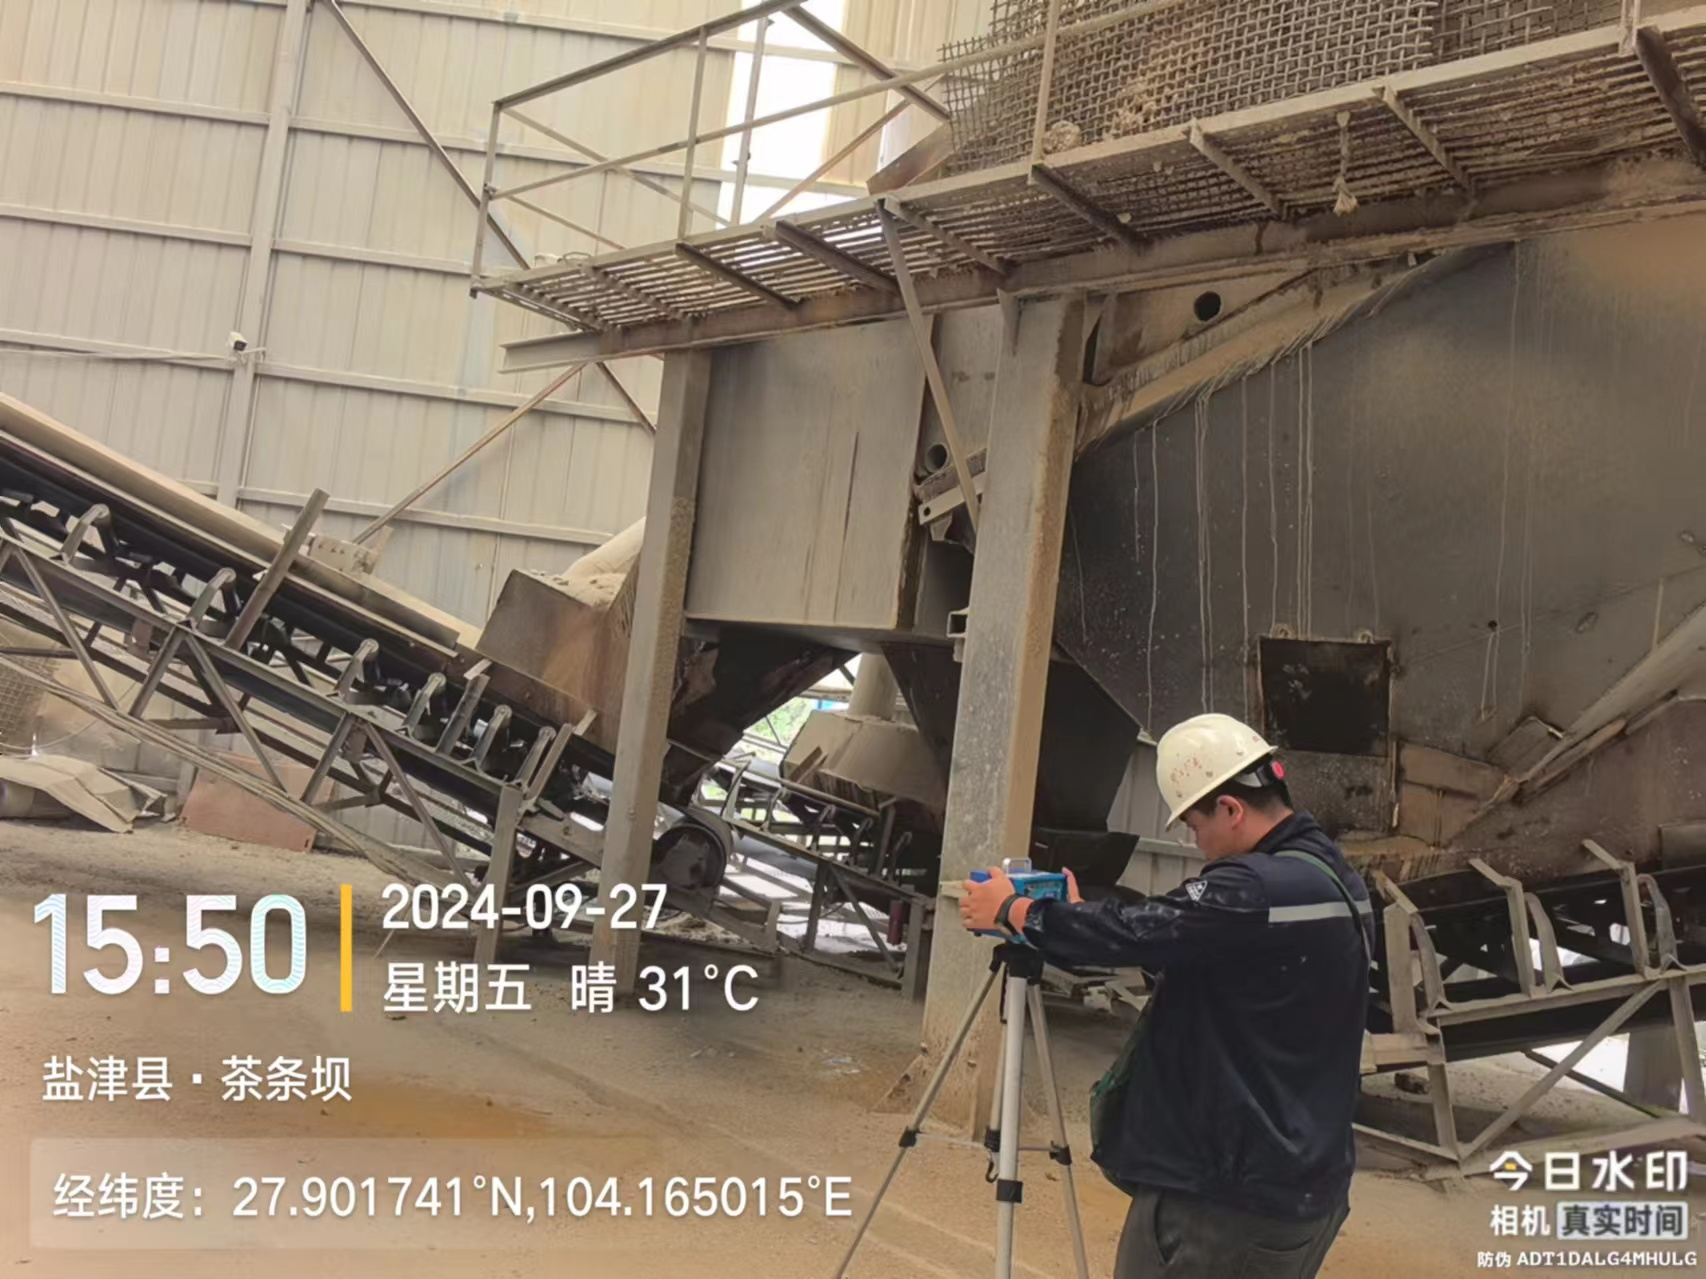 15:50
2024-09-27
星期五 晴 31°C
盐津县·茶条坝
经纬度：27.901741°N,104.165015°E
今日水印
相机 真实时间
防伪 ADT1DALG4MHULG